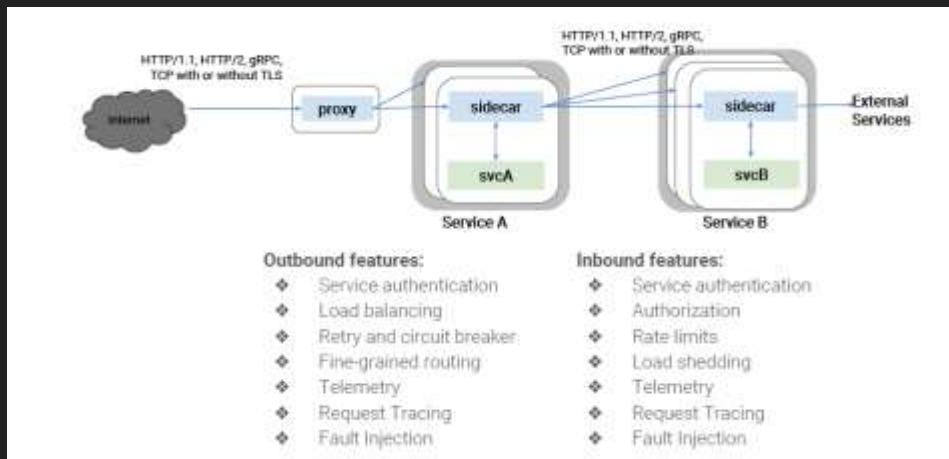 HTTP/1.1, HTTP/2, gRPC,
TCP with or without TLS
HTTP/1.1, HTTP/2, gRPC,
TCP with or without TLS
Internet
proxy
sidecar
sidecar
External
Services
svcA
svcB
Service A
Service B
Outbound features:
❖ Service authentication
❖ Load balancing
❖ Retry and circuit breaker
❖ Fine-grained routing
❖ Telemetry
❖ Request Tracing
❖ Fault Injection
Inbound features:
❖ Service authentication
❖ Authorization
❖ Rate limits
❖ Load shedding
❖ Telemetry
❖ Request Tracing
❖ Fault Injection